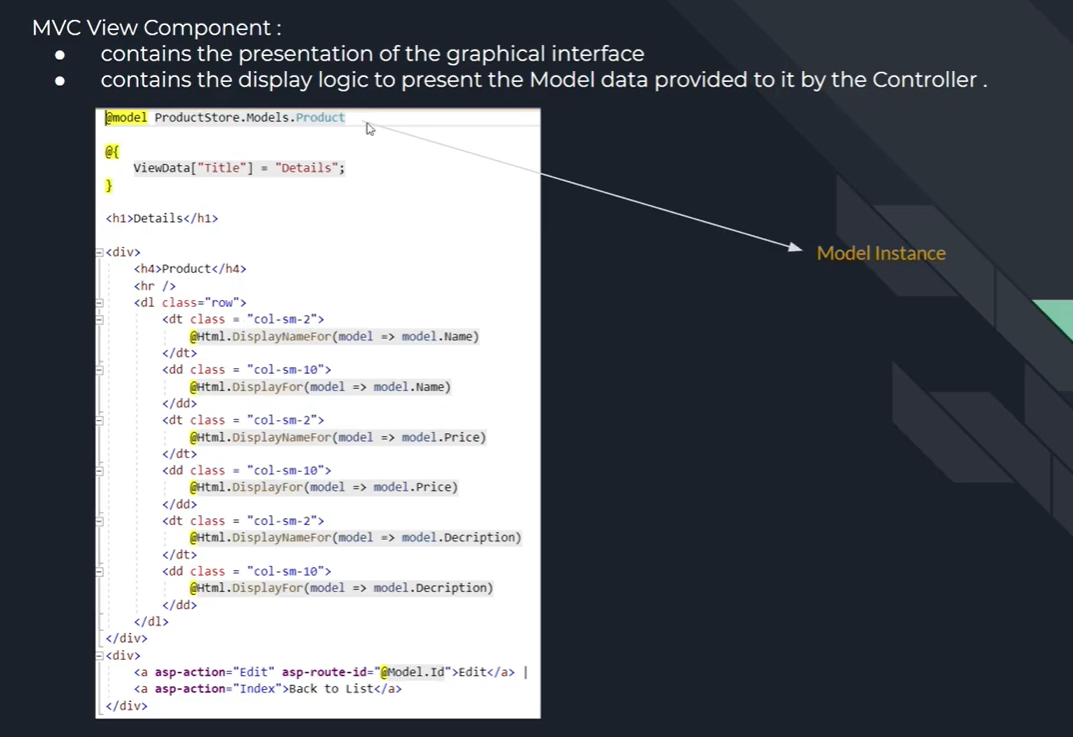 MVC View Component :
● contains the presentation of the graphical interface
● contains the display logic to present the Model data provided to it by the Controller .
@model ProductStore.Models.Product
@{
ViewData["Title"] = "Details";
}
<h1>Details</h1>
<div>
<h4>Product</h4>
<hr />
<dl class="row">
<dt class = "col-sm-2">
@Html.DisplayNameFor(model => model.Name)
</dt>
<dd class = "col-sm-10">
@Html.DisplayFor(model => model.Name)
</dd>
<dt class = "col-sm-2">
@Html.DisplayNameFor(model => model.Price)
</dt>
<dd class = "col-sm-10">
@Html.DisplayFor(model => model.Price)
</dd>
<dt class = "col-sm-2">
@Html.DisplayNameFor(model => model.Decription)
</dt>
<dd class = "col-sm-10">
@Html.DisplayFor(model => model.Decription)
</dd>
</dl>
</div>
<div>
<a asp-action="Edit" asp-route-id="@Model.Id">Edit</a> |
<a asp-action="Index">Back to List</a>
</div>
Model Instance